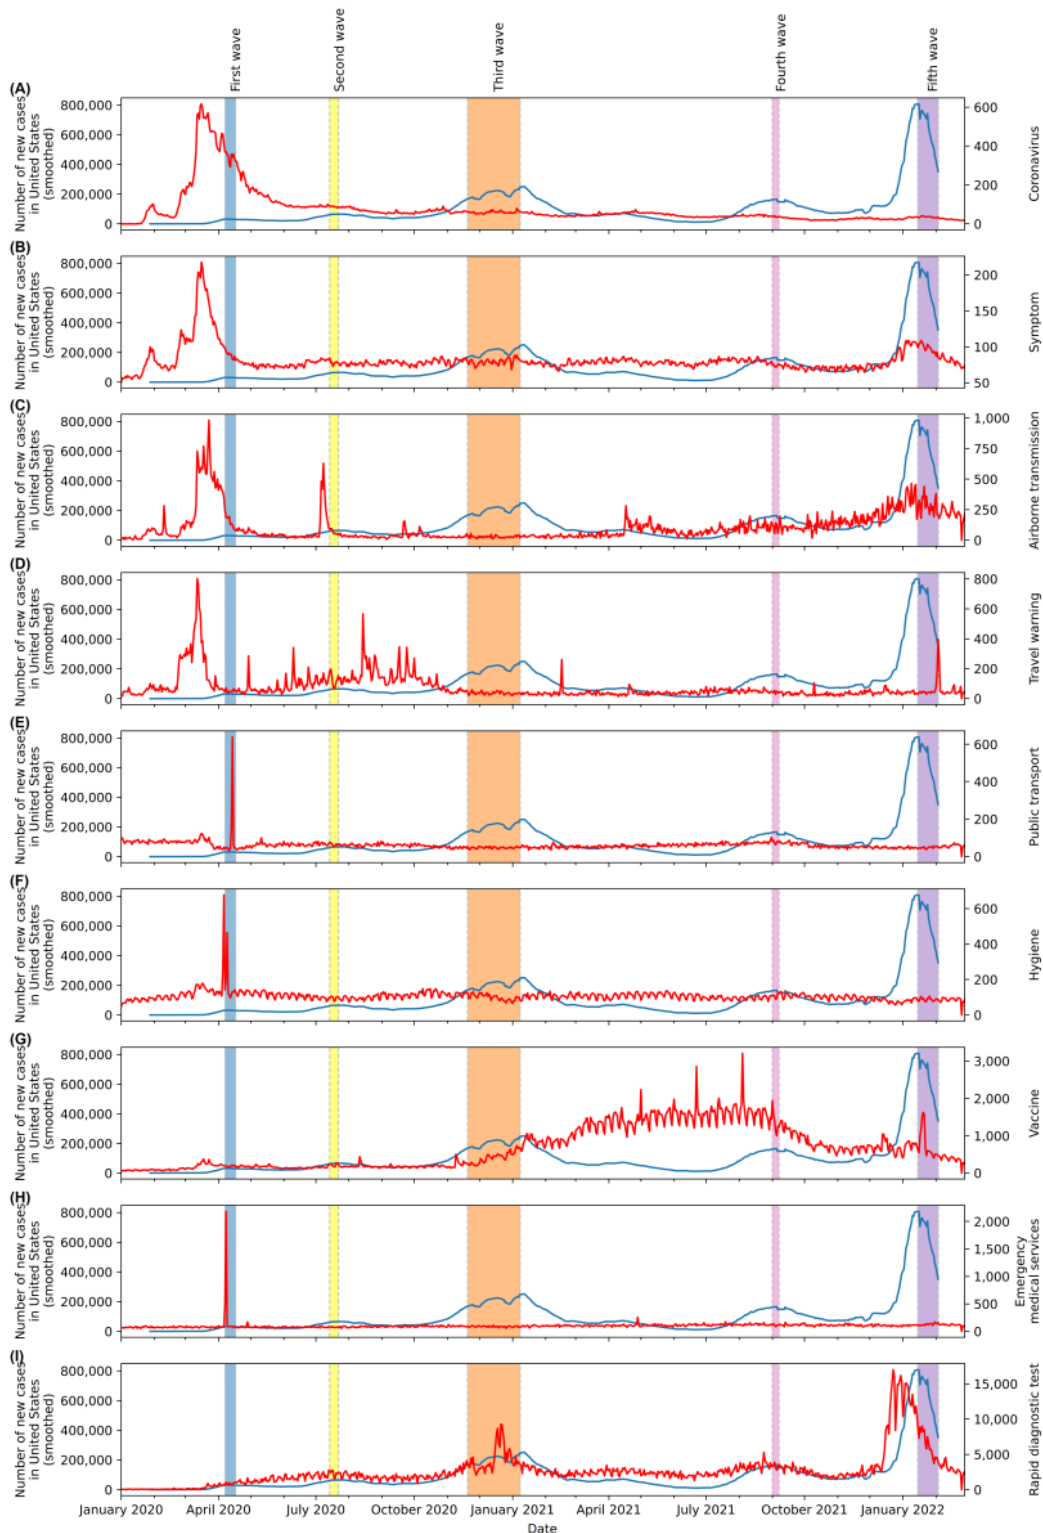 First wave
Second wave
Third wave
Fourth wave
Fifth wave
(A)
Number of new cases
in United States
(smoothed)
800,000
600,000
400,000
200,000
0
600
400
200
0
Coronavirus
(B)
Number of new cases
in United States
(smoothed)
800,000
600,000
400,000
200,000
0
200
150
100
50
Symptom
(C)
Number of new cases
in United States
(smoothed)
800,000
600,000
400,000
200,000
0
1,000
750
500
250
0
Airborne transmission
(D)
Number of new cases
in United States
(smoothed)
800,000
600,000
400,000
200,000
0
800
600
400
200
0
Travel warning
(E)
Number of new cases
in United States
(smoothed)
800,000
600,000
400,000
200,000
0
600
400
200
0
Public transport
(F)
Number of new cases
in United States
(smoothed)
800,000
600,000
400,000
200,000
0
600
400
200
0
Hygiene
(G)
Number of new cases
in United States
(smoothed)
800,000
600,000
400,000
200,000
0
3,000
2,000
1,000
0
Vaccine
(H)
Number of new cases
in United States
(smoothed)
800,000
600,000
400,000
200,000
0
2,000
1,500
1,000
500
0
Emergency
medical services
(I)
Number of new cases
in United States
(smoothed)
800,000
600,000
400,000
200,000
0
15,000
10,000
5,000
0
Rapid diagnostic test
January 2020
April 2020
July 2020
October 2020
January 2021
April 2021
July 2021
October 2021
January 2022
Date